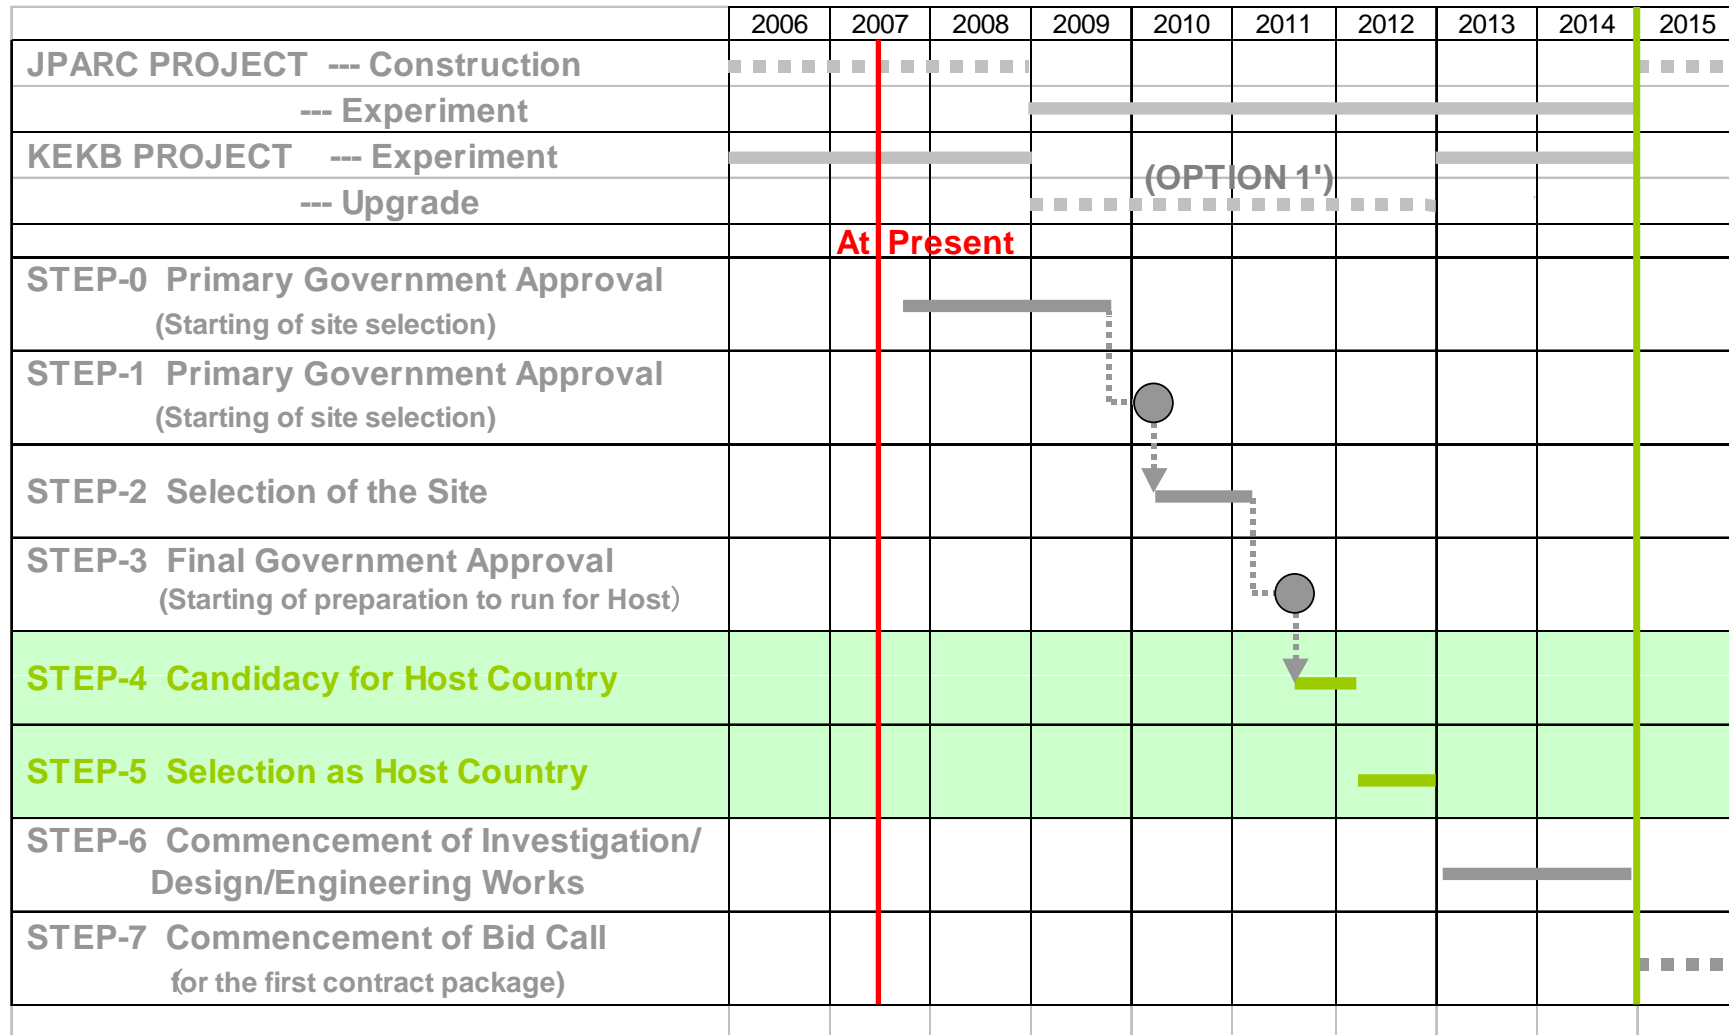 2006 2007 2008 2009 2010 2011 2012 2013 2014 2015
JPARC PROJECT --- Construction
--- Experiment
KEKB PROJECT --- Experiment
(OPTION 1')
--- Upgrade
At Present
STEP-0 Primary Government Approval
(Starting of site selection)
STEP-1 Primary Government Approval
(Starting of site selection)
STEP-2 Selection of the Site
STEP-3 Final Government Approval
(Starting of preparation to run for Host）
STEP-4 Candidacy for Host Country
STEP-5 Selection as Host Country
STEP-6 Commencement of Investigation/
Design/Engineering Works
STEP-7 Commencement of Bid Call
（for the first contract package)